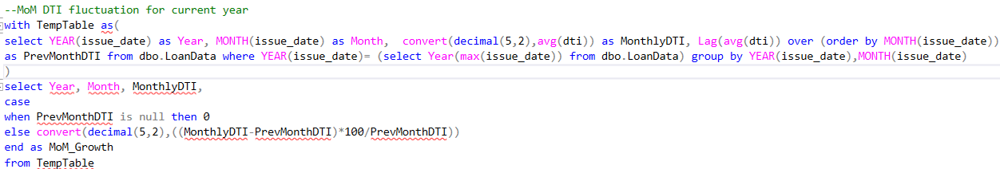 --MoM DTI fluctuation for current year
with TempTable as(
select YEAR(issue_date) as Year, MONTH(issue_date) as Month,  convert(decimal(5,2),avg(dti)) as MonthlyDTI, Lag(avg(dti)) over (order by MONTH(issue_date))
as PrevMonthDTI from dbo.LoanData where YEAR(issue_date)= (select Year(max(issue_date)) from dbo.LoanData) group by YEAR(issue_date),MONTH(issue_date)
)
select Year, Month, MonthlyDTI,
case
when PrevMonthDTI is null then 0
else convert(decimal(5,2),((MonthlyDTI-PrevMonthDTI)*100/PrevMonthDTI))
end as MoM_Growth
from TempTable